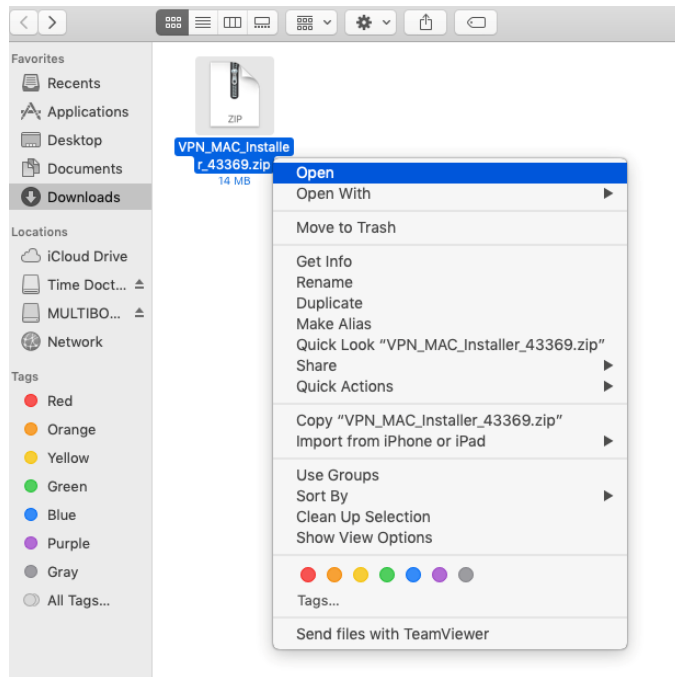 Favorites
Recents
Applications
Desktop
Documents
Downloads
Locations
iCloud Drive
Time Doct...
MULTIBO...
Network
Tags
Red
Orange
Yellow
Green
Blue
Purple
Gray
All Tags...
ZIP
VPN_MAC_Installe
r_43369.zip
14 MB
Open
Open With
Move to Trash
Get Info
Rename
Duplicate
Make Alias
Quick Look “VPN_MAC_Installer_43369.zip”
Share
Quick Actions
Copy “VPN_MAC_Installer_43369.zip”
Import from iPhone or iPad
Use Groups
Sort By
Clean Up Selection
Show View Options
Tags...
Send files with TeamViewer